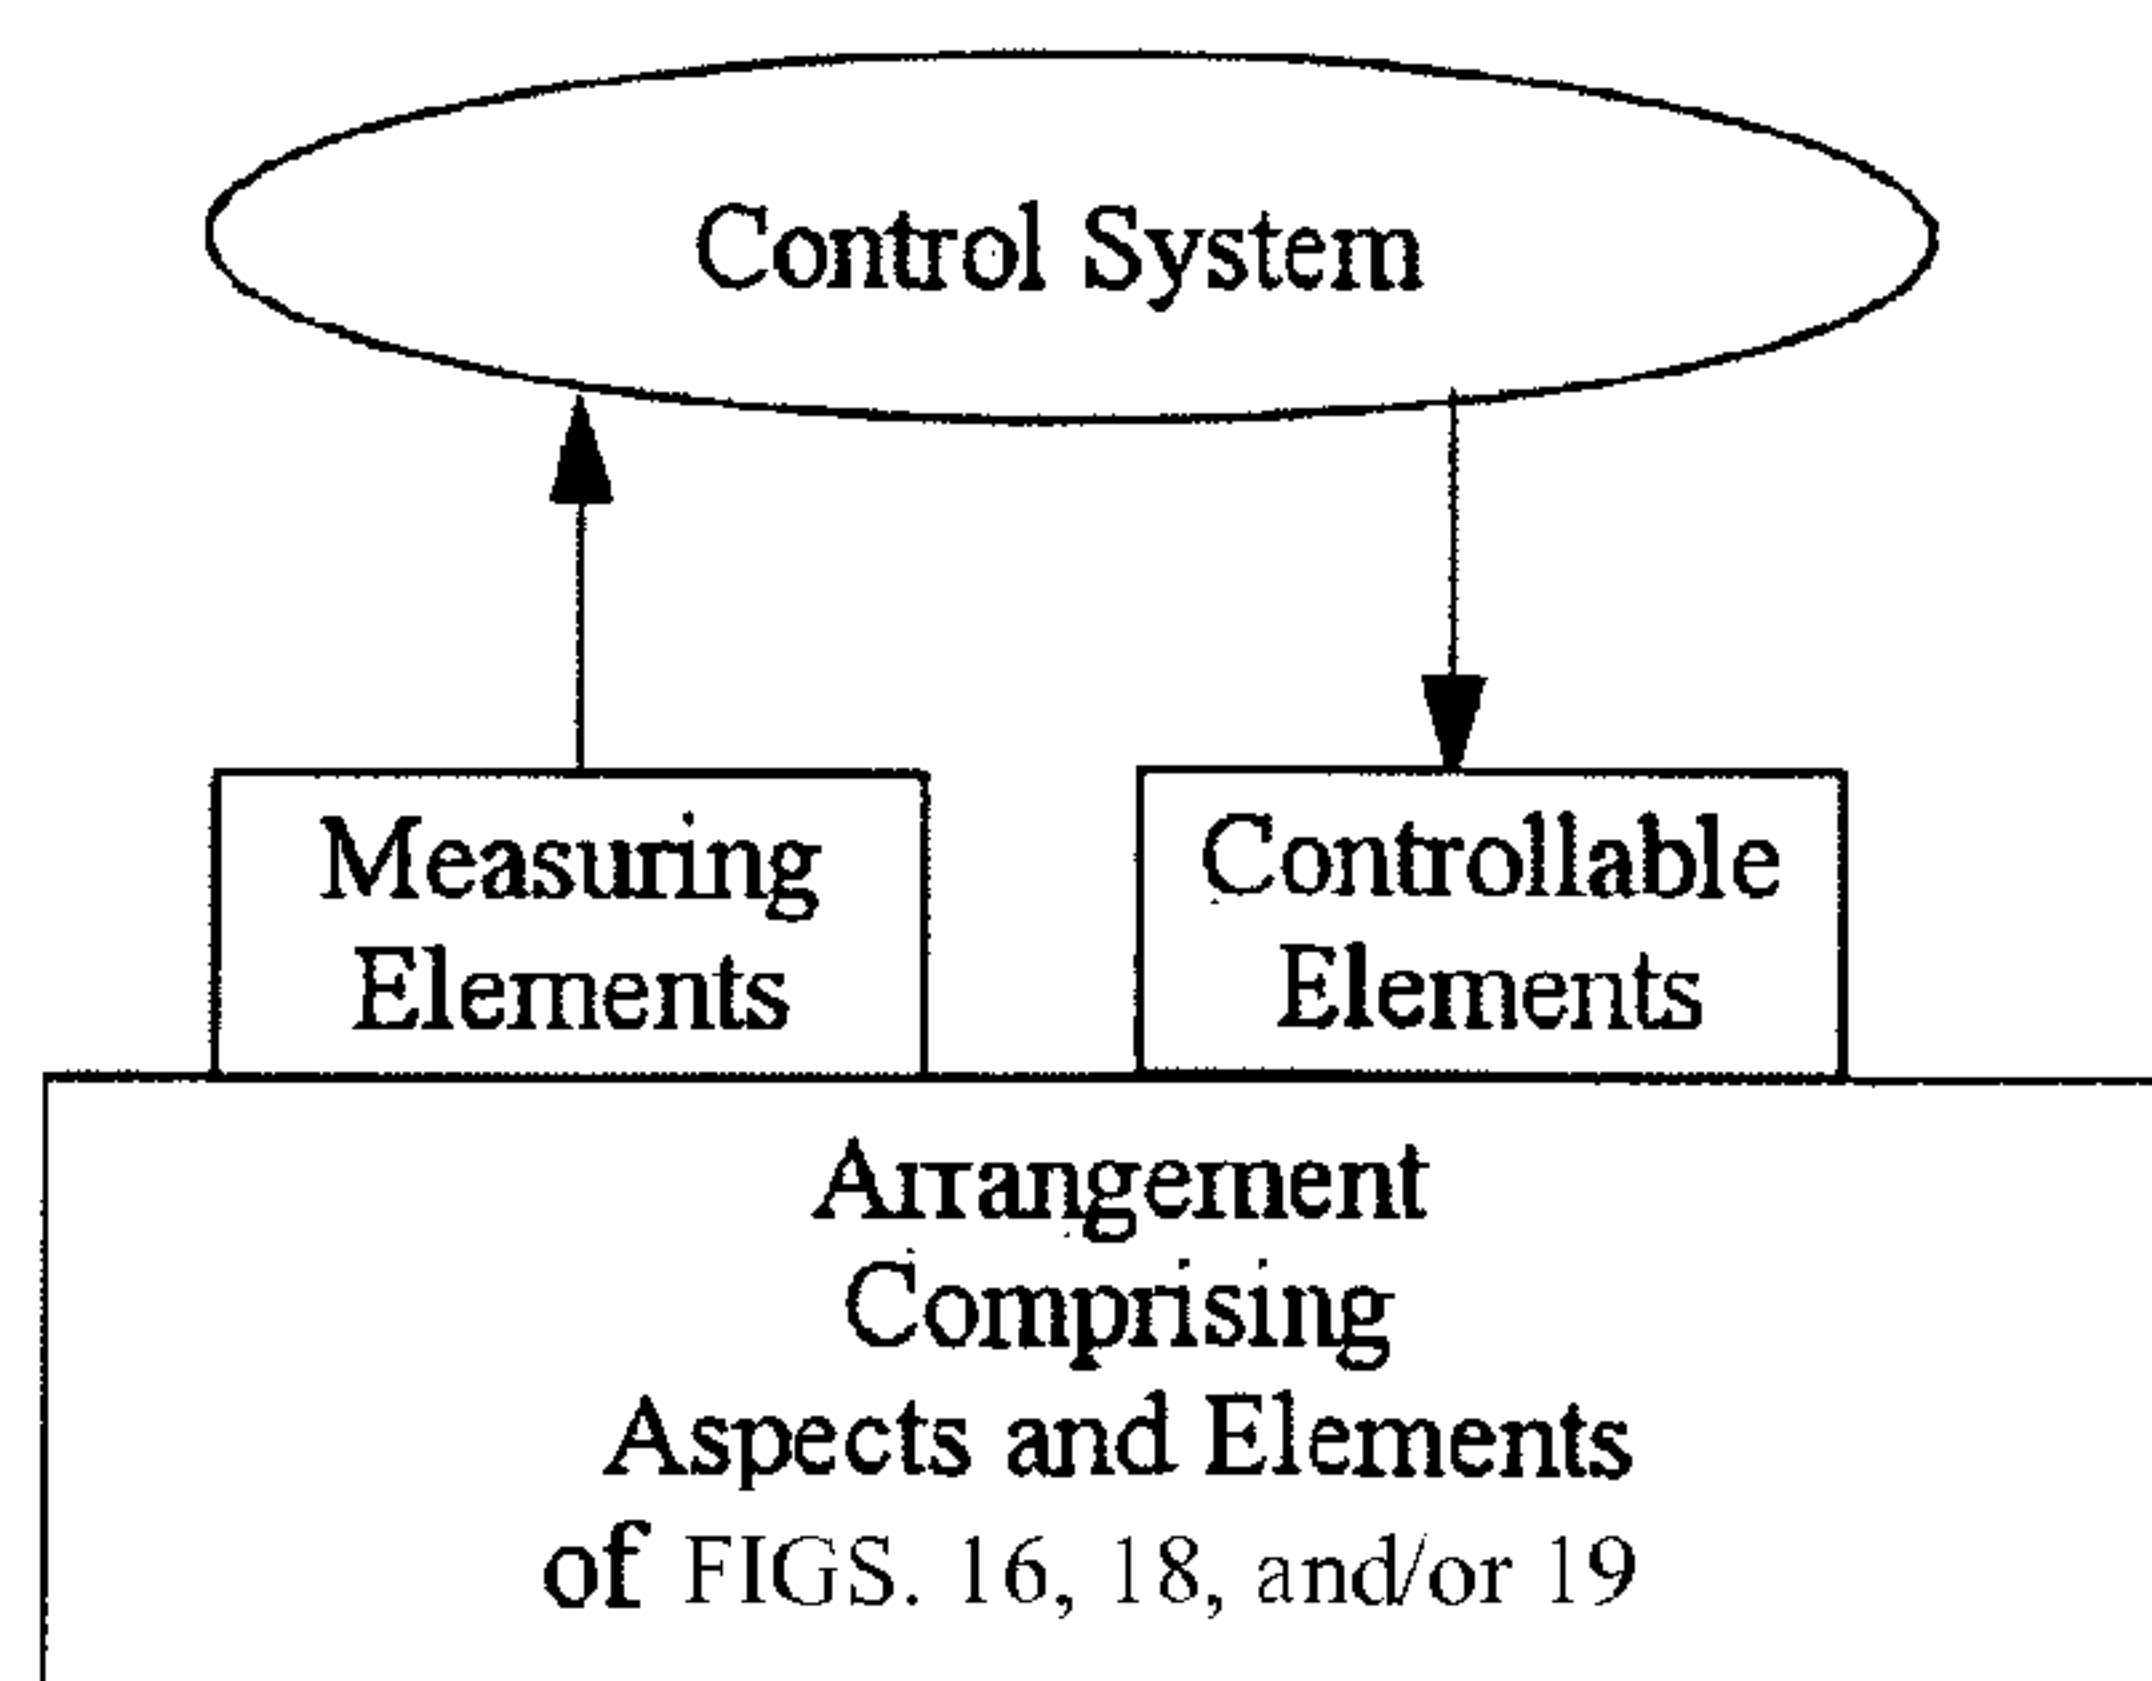 Control System
Measuring
Elements
Controllable
Elements
Arrangement
Comprising
Aspects and Elements
of FIGS. 16, 18, and/or 19